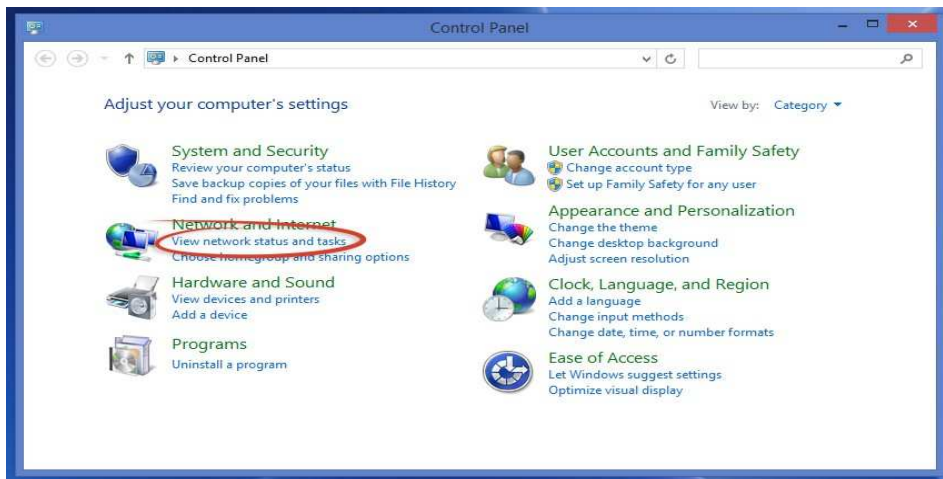 Control Panel
Control Panel
Adjust your computer's settings
View by: Category
System and Security
Review your computer's status
Save backup copies of your files with File History
Find and fix problems
Network and Internet
View network status and tasks
Choose homegroup and sharing options
Hardware and Sound
View devices and printers
Add a device
Programs
Uninstall a program
User Accounts and Family Safety
Change account type
Set up Family Safety for any user
Appearance and Personalization
Change the theme
Change desktop background
Adjust screen resolution
Clock, Language, and Region
Add a language
Change input methods
Change date, time, or number formats
Ease of Access
Let Windows suggest settings
Optimize visual display